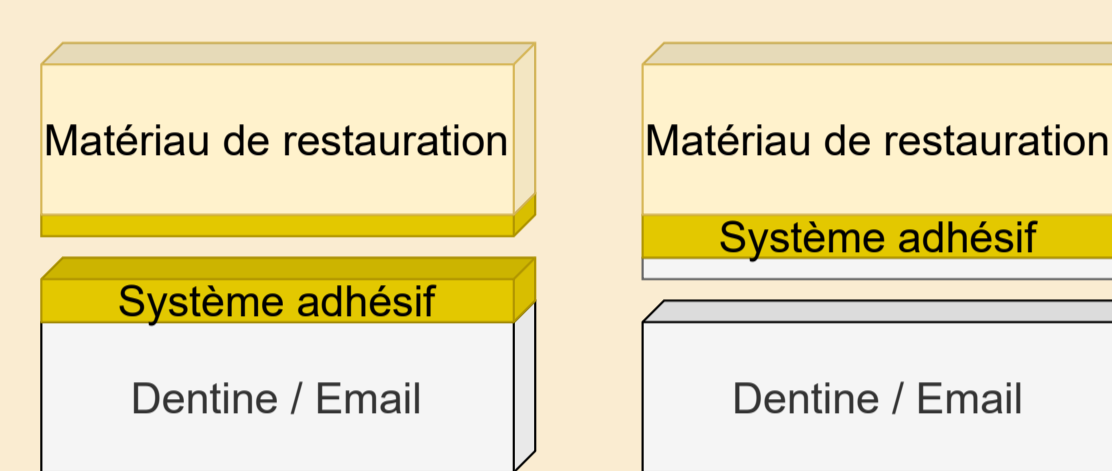 Matériau de restauration
Système adhésif
Dentine / Email
Matériau de restauration
Système adhésif
Dentine / Email